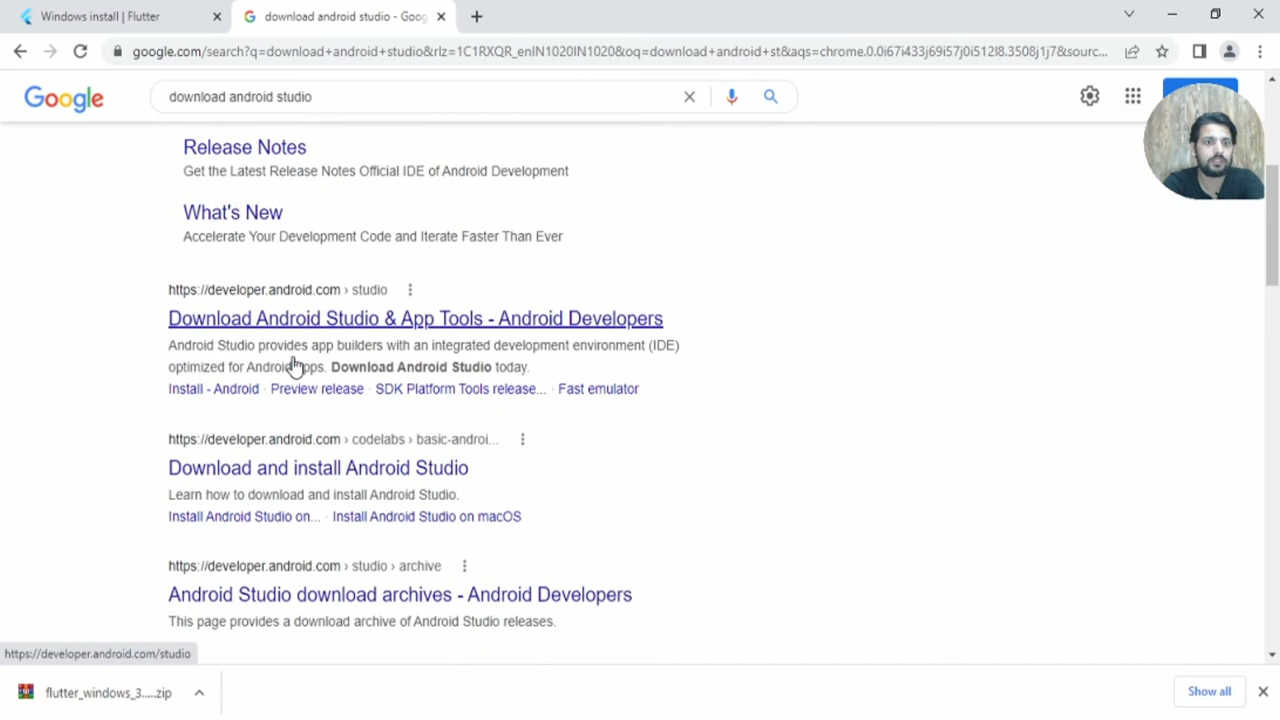 Windows install | Flutter
download android studio - Goog
google.com/search?q=download+android+studio&rlz=1C1RXQR_enIN1020IN1020&oq=download+android+st&aqs=chrome.0.0i67i433j69i57j0i512l8.3508j1j7&sourc...
Google
download android studio
Release Notes
Get the Latest Release Notes Official IDE of Android Development
What's New
Accelerate Your Development Code and Iterate Faster Than Ever
https://developer.android.com › studio
Download Android Studio & App Tools - Android Developers
Android Studio provides app builders with an integrated development environment (IDE)
optimized for Android apps. Download Android Studio today.
Install - Android · Preview release · SDK Platform Tools release... · Fast emulator
https://developer.android.com › codelabs › basic-androi...
Download and install Android Studio
Learn how to download and install Android Studio.
Install Android Studio on... · Install Android Studio on macOS
https://developer.android.com › studio › archive
Android Studio download archives - Android Developers
This page provides a download archive of Android Studio releases.
https://developer.android.com/studio
flutter_windows_3.....zip
Show all